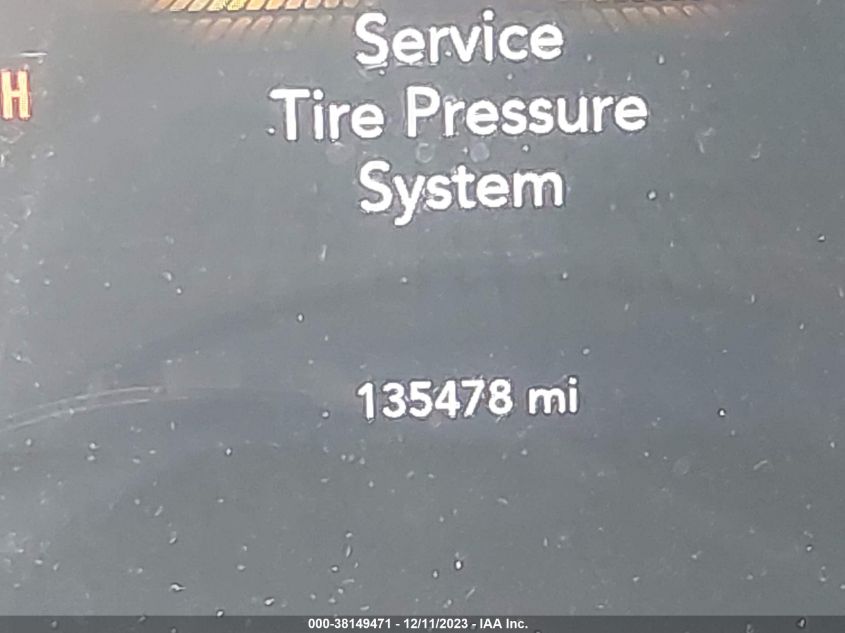 Service
H
Tire Pressure
System
135478 mi
000-38149471 - 12/11/2023 - IAA Inc.